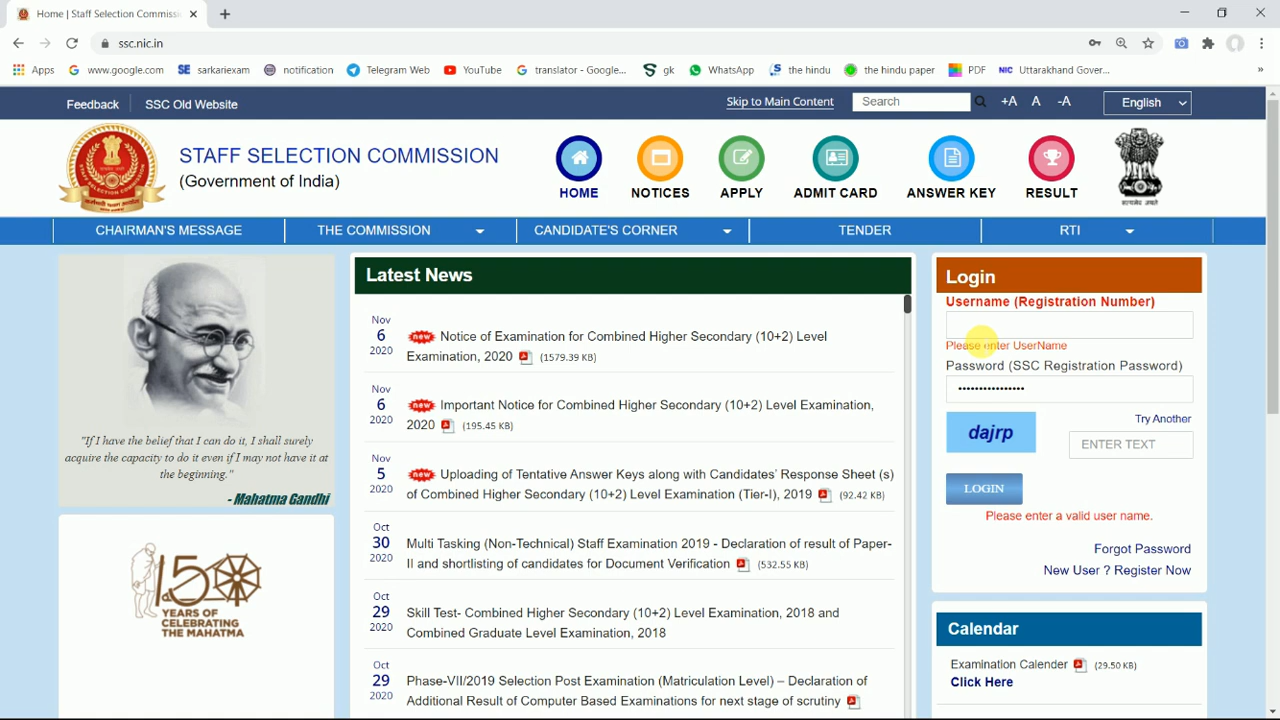 Home | Staff Selection Commissi
ssc.nic.in
Apps
www.google.com
sarkariexam
notification
Telegram Web
YouTube
translator - Google...
gk
WhatsApp
the hindu
the hindu paper
PDF
Uttarakhand Gover...
»
Feedback
SSC Old Website
Skip to Main Content
Search
+A
A
-A
English
STAFF SELECTION COMMISSION
(Government of India)
HOME
NOTICES
APPLY
ADMIT CARD
ANSWER KEY
RESULT
सत्यमेव जयते
CHAIRMAN'S MESSAGE
THE COMMISSION
CANDIDATE'S CORNER
TENDER
RTI
"If I have the belief that I can do it, I shall surely
acquire the capacity to do it even if I may not have it at
the beginning."
- Mahatma Gandhi
150
YEARS OF
CELEBRATING
THE MAHATMA
Latest News
Nov
6
2020
new Notice of Examination for Combined Higher Secondary (10+2) Level
Examination, 2020 (1579.39 KB)
Nov
6
2020
new Important Notice for Combined Higher Secondary (10+2) Level Examination,
2020 (195.45 KB)
Nov
5
2020
new Uploading of Tentative Answer Keys along with Candidates' Response Sheet (s)
of Combined Higher Secondary (10+2) Level Examination (Tier-I), 2019 (92.42 KB)
Oct
30
2020
Multi Tasking (Non-Technical) Staff Examination 2019 - Declaration of result of Paper-
II and shortlisting of candidates for Document Verification (532.55 KB)
Oct
29
2020
Skill Test- Combined Higher Secondary (10+2) Level Examination, 2018 and
Combined Graduate Level Examination, 2018
Oct
29
2020
Phase-VII/2019 Selection Post Examination (Matriculation Level) – Declaration of
Additional Result of Computer Based Examinations for next stage of scrutiny
Login
Username (Registration Number)
Please enter UserName
Password (SSC Registration Password)
••••••••••••••••
dajrp
Try Another
ENTER TEXT
LOGIN
Please enter a valid user name.
Forgot Password
New User ? Register Now
Calendar
Examination Calender (29.50 KB)
Click Here